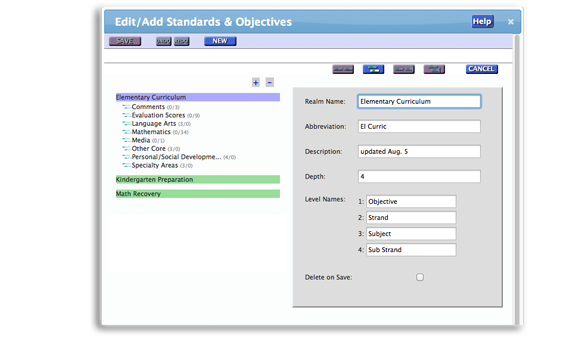 Edit/Add Standards & Objectives
Help
×
SAVE
UNDO REDO
NEW
CANCEL
+ −
Elementary Curriculum
Comments (0/3)
Evaluation Scores (0/9)
Language Arts (3/0)
Mathematics (0/34)
Media (0/1)
Other Core (3/0)
Personal/Social Developme... (4/0)
Specialty Areas (3/0)
Kindergarten Preparation
Math Recovery
Realm Name: Elementary Curriculum
Abbreviation: El Curric
Description: updated Aug. 5
Depth: 4
Level Names: 1: Objective
2: Strand
3: Subject
4: Sub Strand
Delete on Save: